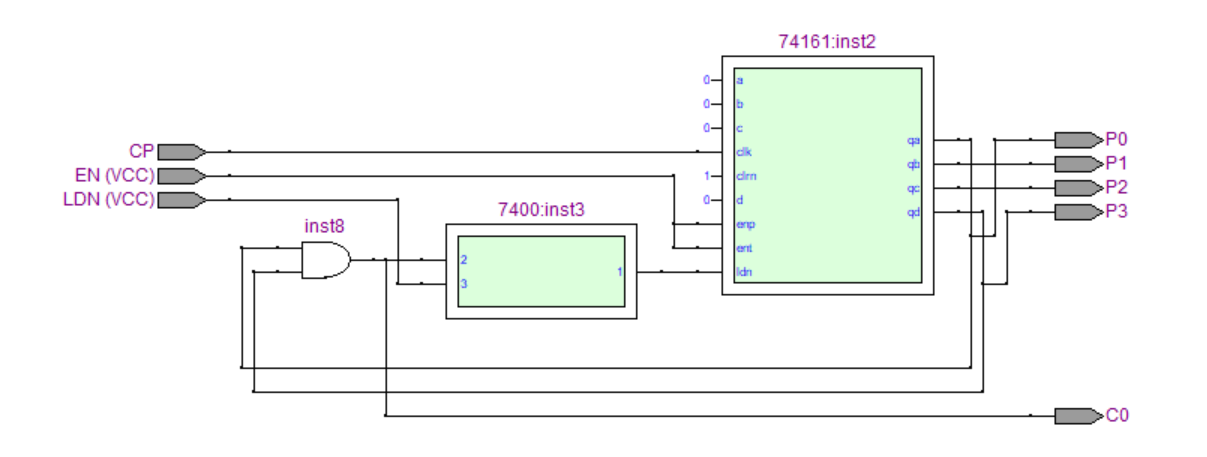 74161:inst2
0 a
0 b
0 c
CP clk qa P0
EN (VCC) 1 clrn qb P1
LDN (VCC) 0 d qc P2
7400:inst3 enp qd P3
inst8 ent
2 1 ldn
3
C0